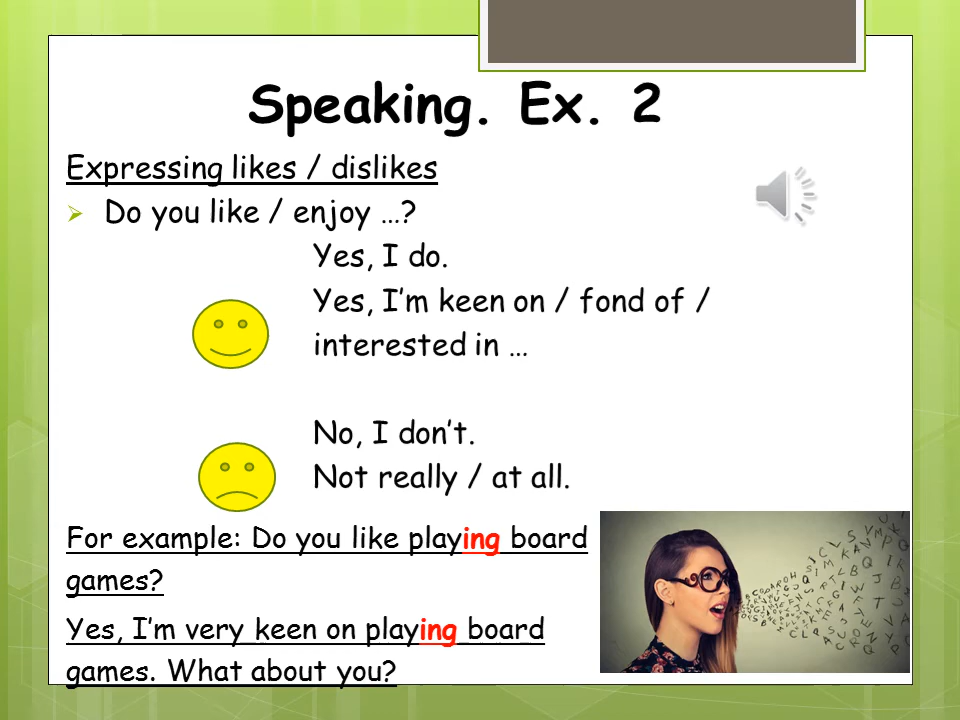 Speaking. Ex. 2
Expressing likes / dislikes
Do you like / enjoy …?
Yes, I do.
Yes, I’m keen on / fond of /
interested in …
No, I don’t.
Not really / at all.
For example: Do you like playing board
games?
Yes, I’m very keen on playing board
games. What about you?